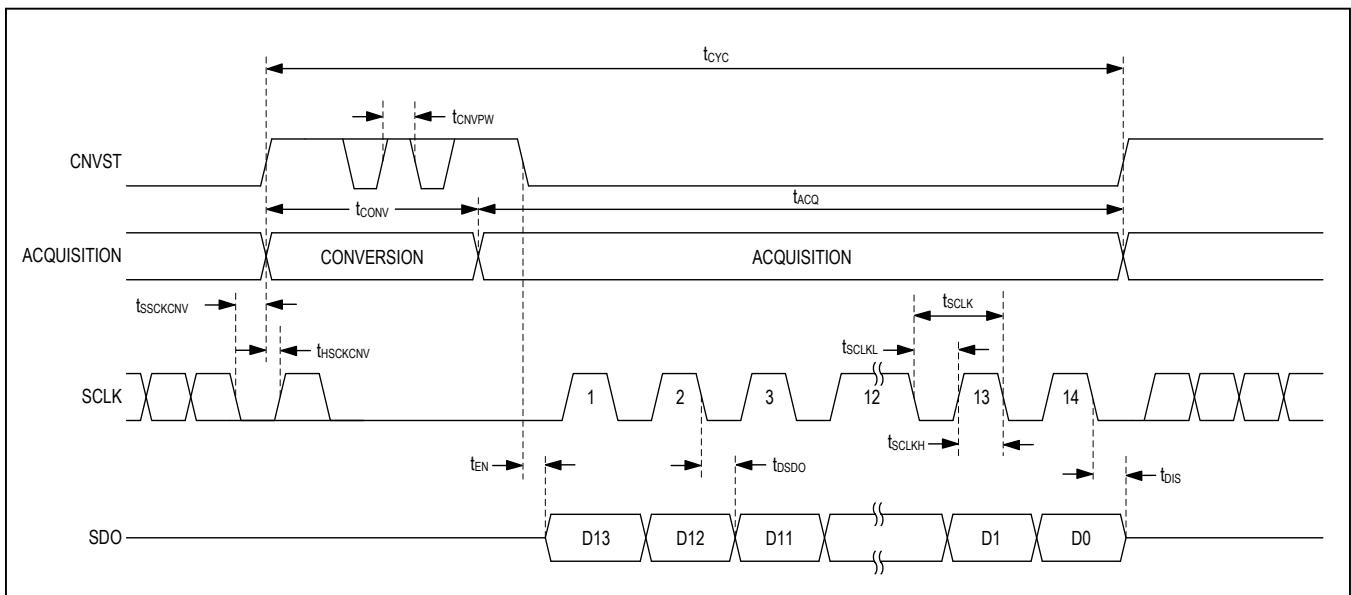 tCYC
tCNVPW
CNVST
tCONV
tACQ
ACQUISITION
CONVERSION
ACQUISITION
tSSCKCNV
tHSCKCNV
tSCLK
tSCLKL
SCLK
1
2
3
12
13
14
tSCLKH
tEN
tDSDO
tDIS
SDO
D13
D12
D11
D1
D0